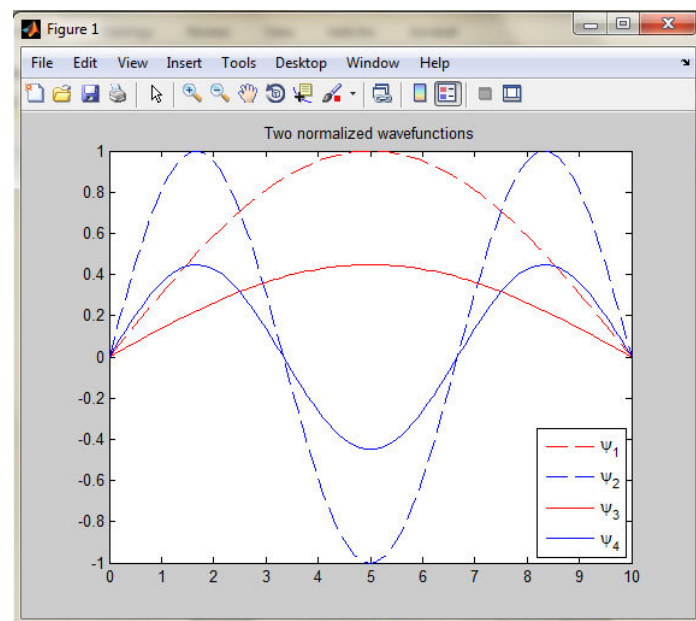 Figure 1
File Edit View Insert Tools Desktop Window Help
Two normalized wavefunctions
1
0.8
0.6
0.4
0.2
0
-0.2
-0.4
-0.6
-0.8
-1
0 1 2 3 4 5 6 7 8 9 10
ψ₁
ψ₂
ψ₃
ψ₄